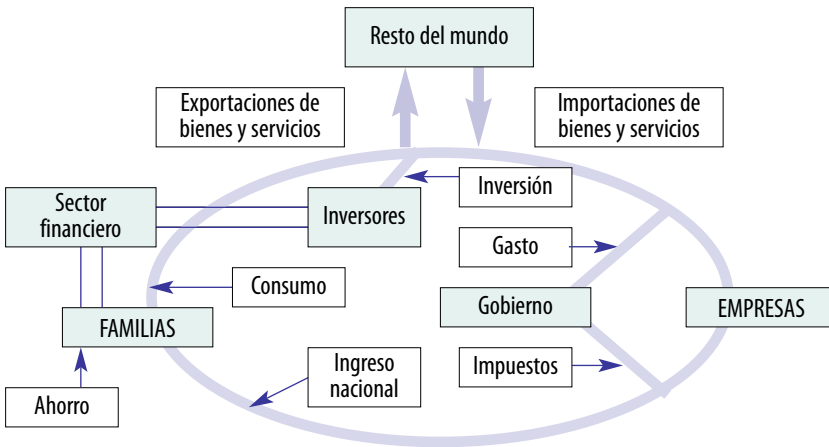 Resto del mundo
Exportaciones de
bienes y servicios
Importaciones de
bienes y servicios
Sector
financiero
Inversores
Inversión
Gasto
Consumo
FAMILIAS
Gobierno
EMPRESAS
Ingreso
nacional
Impuestos
Ahorro